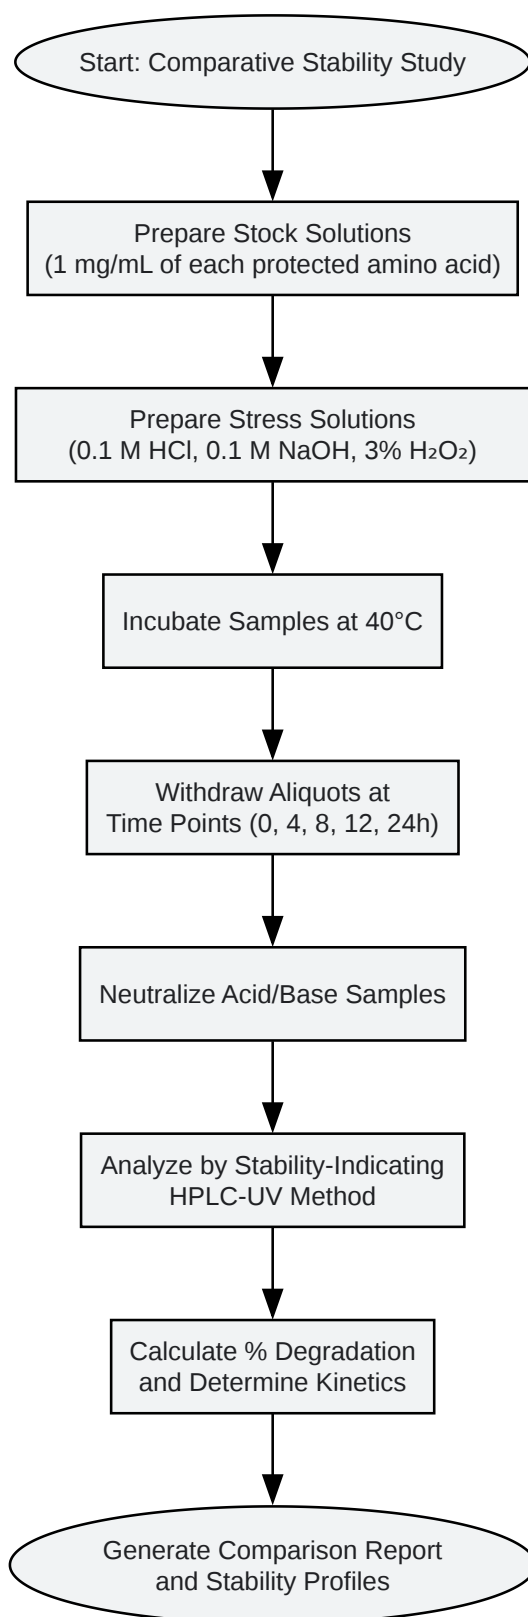 Start: Comparative Stability Study
Prepare Stock Solutions
(1 mg/mL of each protected amino acid)
Prepare Stress Solutions
(0.1 M HCl, 0.1 M NaOH, 3% H₂O₂)
Incubate Samples at 40°C
Withdraw Aliquots at
Time Points (0, 4, 8, 12, 24h)
Neutralize Acid/Base Samples
Analyze by Stability-Indicating
HPLC-UV Method
Calculate % Degradation
and Determine Kinetics
Generate Comparison Report
and Stability Profiles